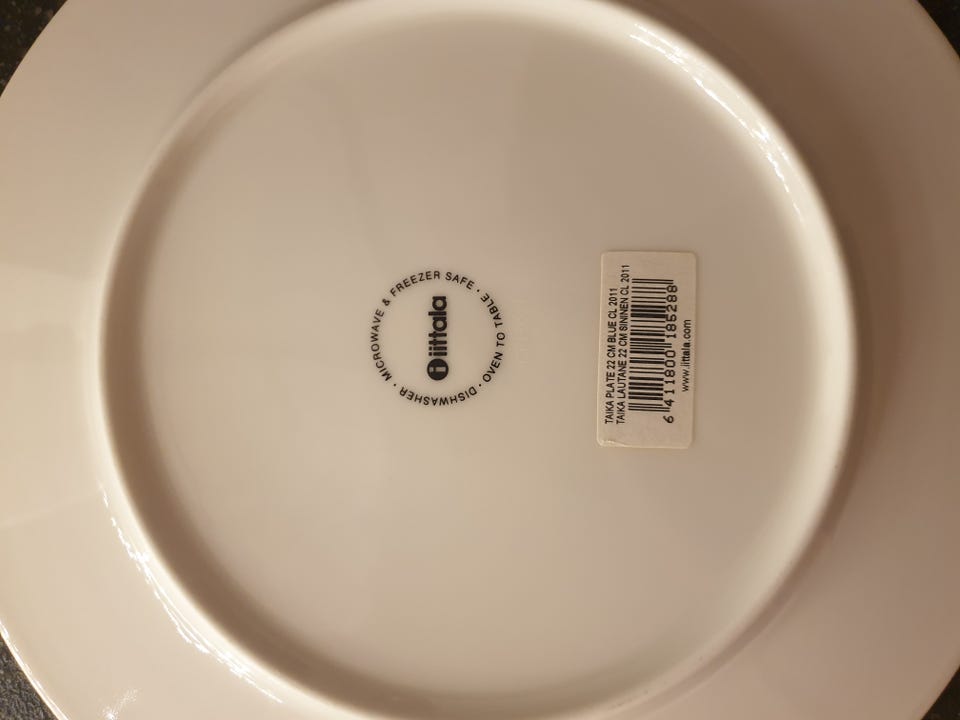 MICROWAVE & FREEZER SAFE · OVEN TO TABLE · DISHWASHER ·
iittala
TAIKA PLATE 22 CM BLUE CL 2011
TAIKA LAUTANE 22 CM SININEN CL 2011
6 411800 185288
www.iittala.com